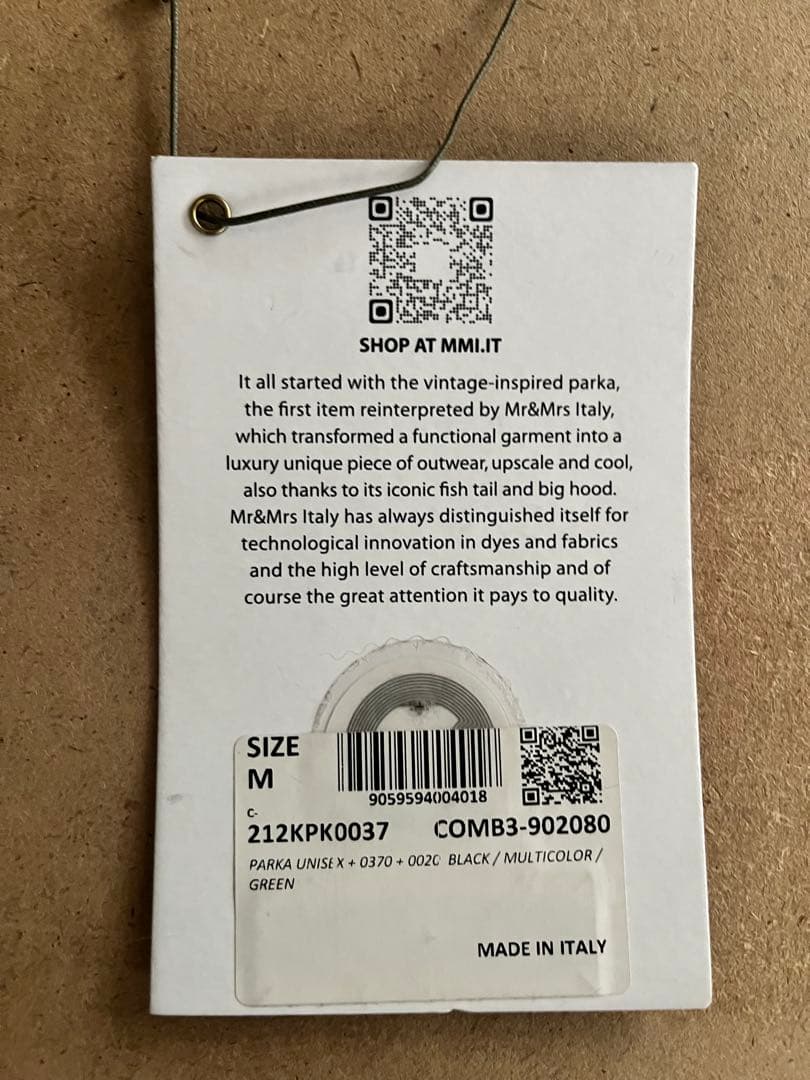 SHOP AT MMI.IT
It all started with the vintage-inspired parka,
the first item reinterpreted by Mr&Mrs Italy,
which transformed a functional garment into a
luxury unique piece of outwear, upscale and cool,
also thanks to its iconic fish tail and big hood.
Mr&Mrs Italy has always distinguished itself for
technological innovation in dyes and fabrics
and the high level of craftsmanship and of
course the great attention it pays to quality.
SIZE
M
9059594004018
C-
212KPK0037 COMB3-902080
PARKA UNISEX + 0370 + 0020 BLACK / MULTICOLOR /
GREEN
MADE IN ITALY